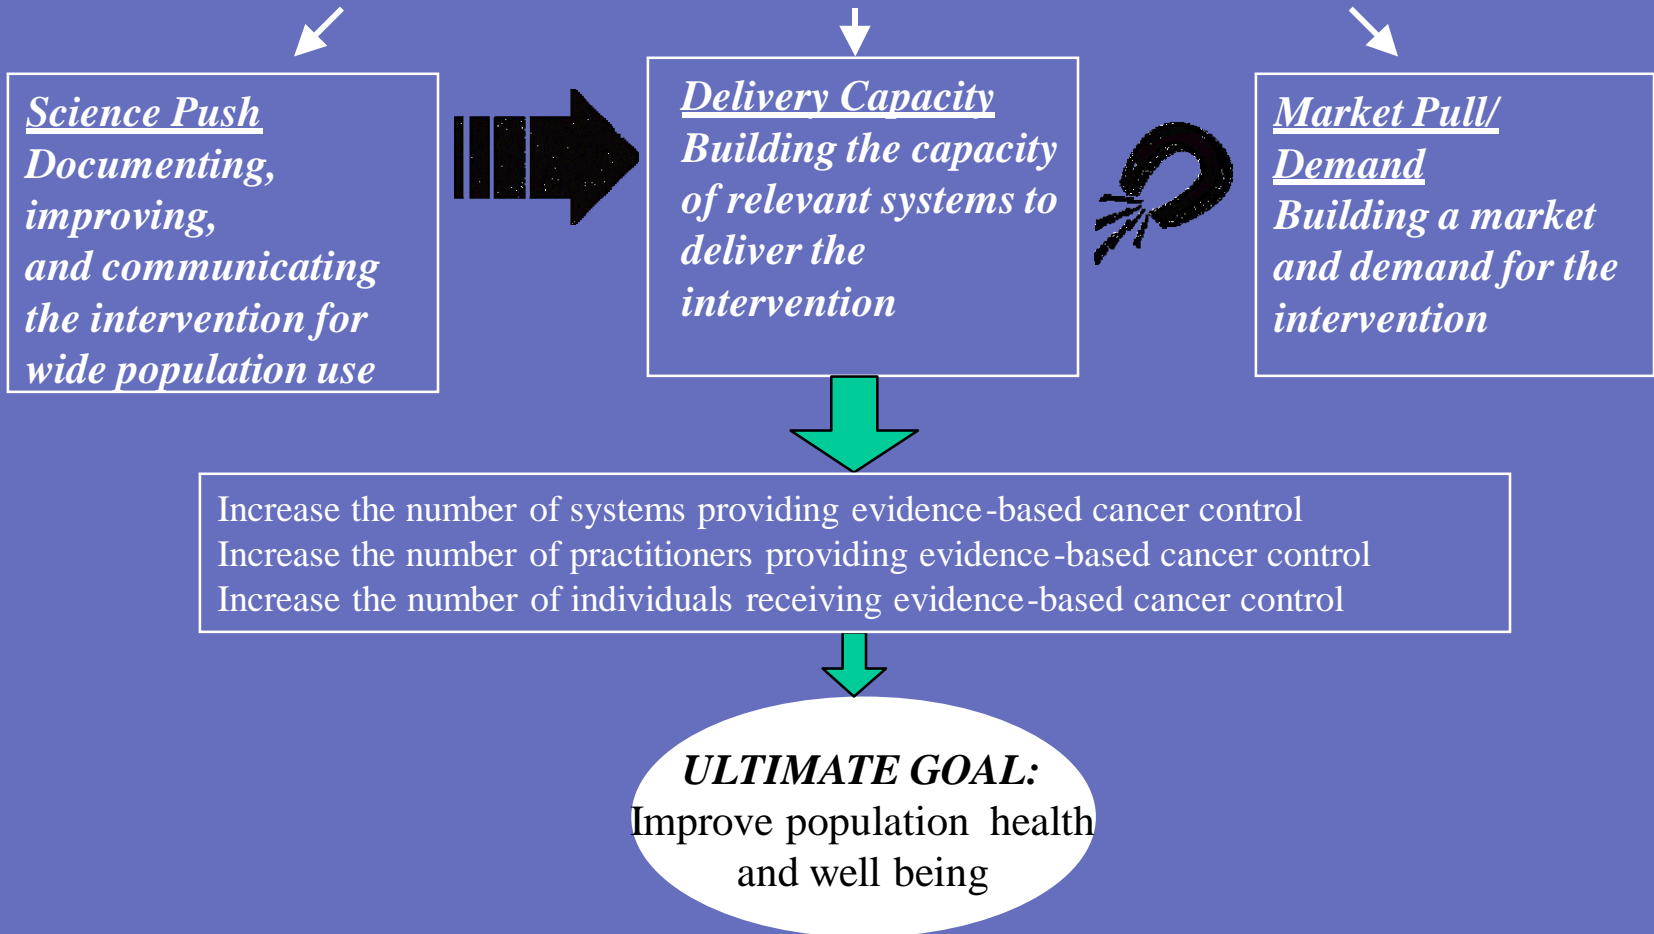 Science Push
Documenting,
improving,
and communicating
the intervention for
wide population use
Delivery Capacity
Building the capacity
of relevant systems to
deliver the
intervention
Market Pull/
Demand
Building a market
and demand for the
intervention
Increase the number of systems providing evidence-based cancer control
Increase the number of practitioners providing evidence-based cancer control
Increase the number of individuals receiving evidence-based cancer control
ULTIMATE GOAL:
Improve population health
and well being